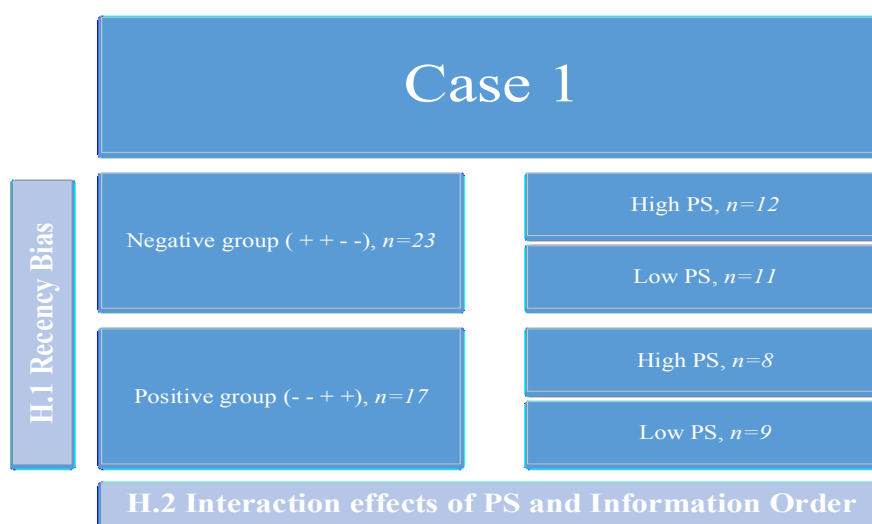 Case 1
H.1 Recency Bias
Negative group ( + + - -), n=23
High PS, n=12
Low PS, n=11
Positive group (- - + +), n=17
High PS, n=8
Low PS, n=9
H.2 Interaction effects of PS and Information Order